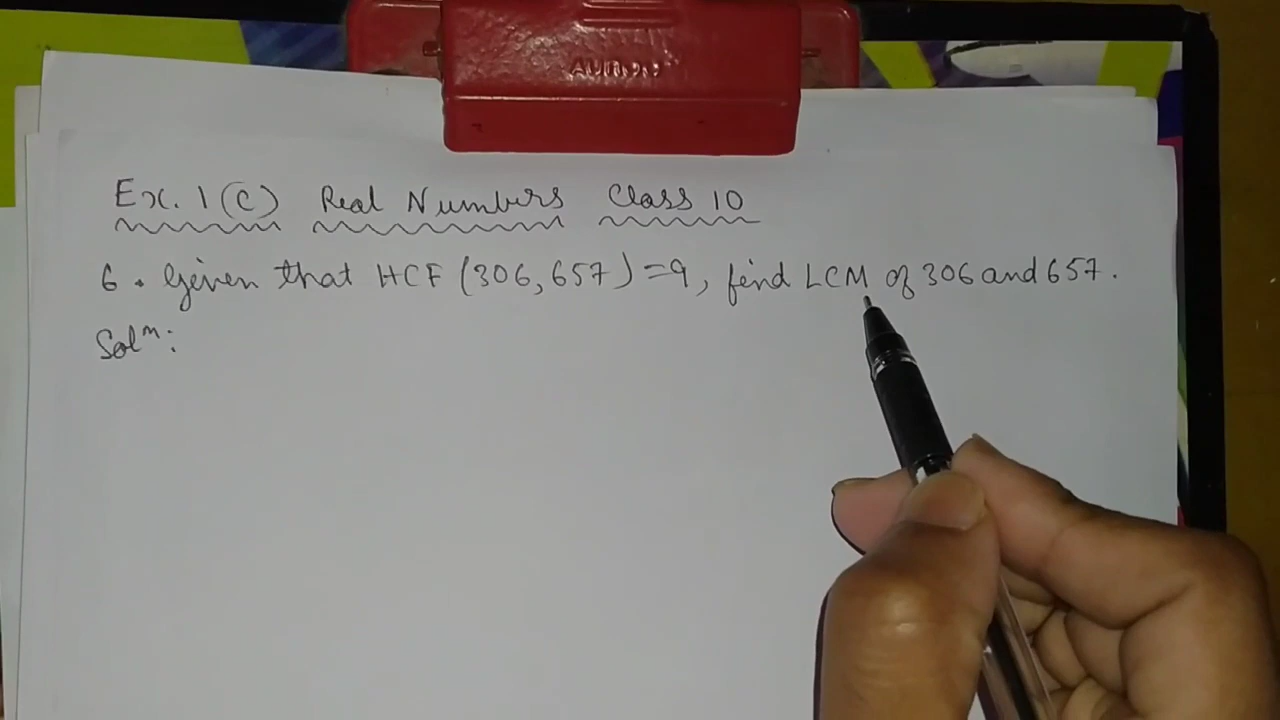 Ex. 1 (C) Real Numbers Class 10
6. Given that HCF (306, 657) = 9, find LCM of 306 and 657.
Solⁿ: